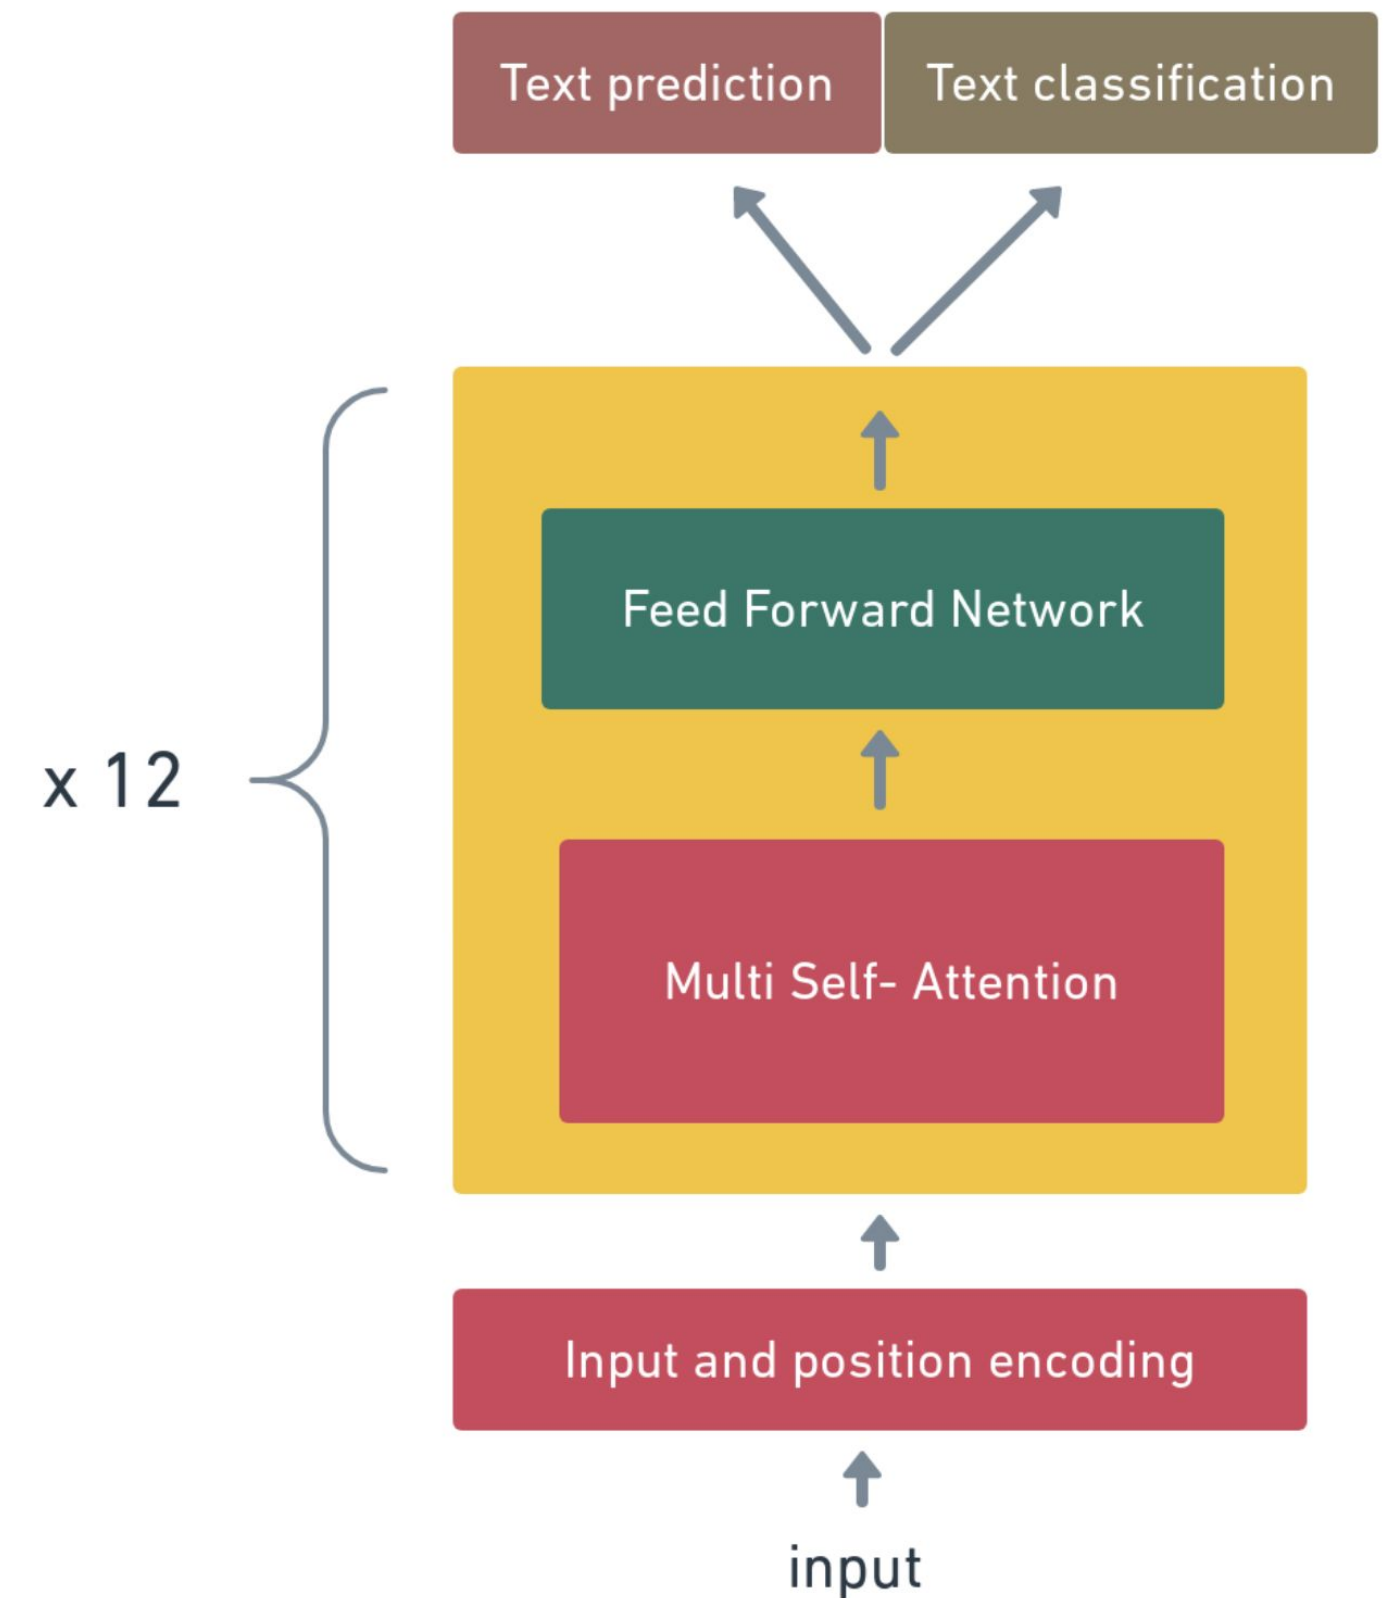 Text prediction
Text classification
Feed Forward Network
x 12
Multi Self- Attention
Input and position encoding
input